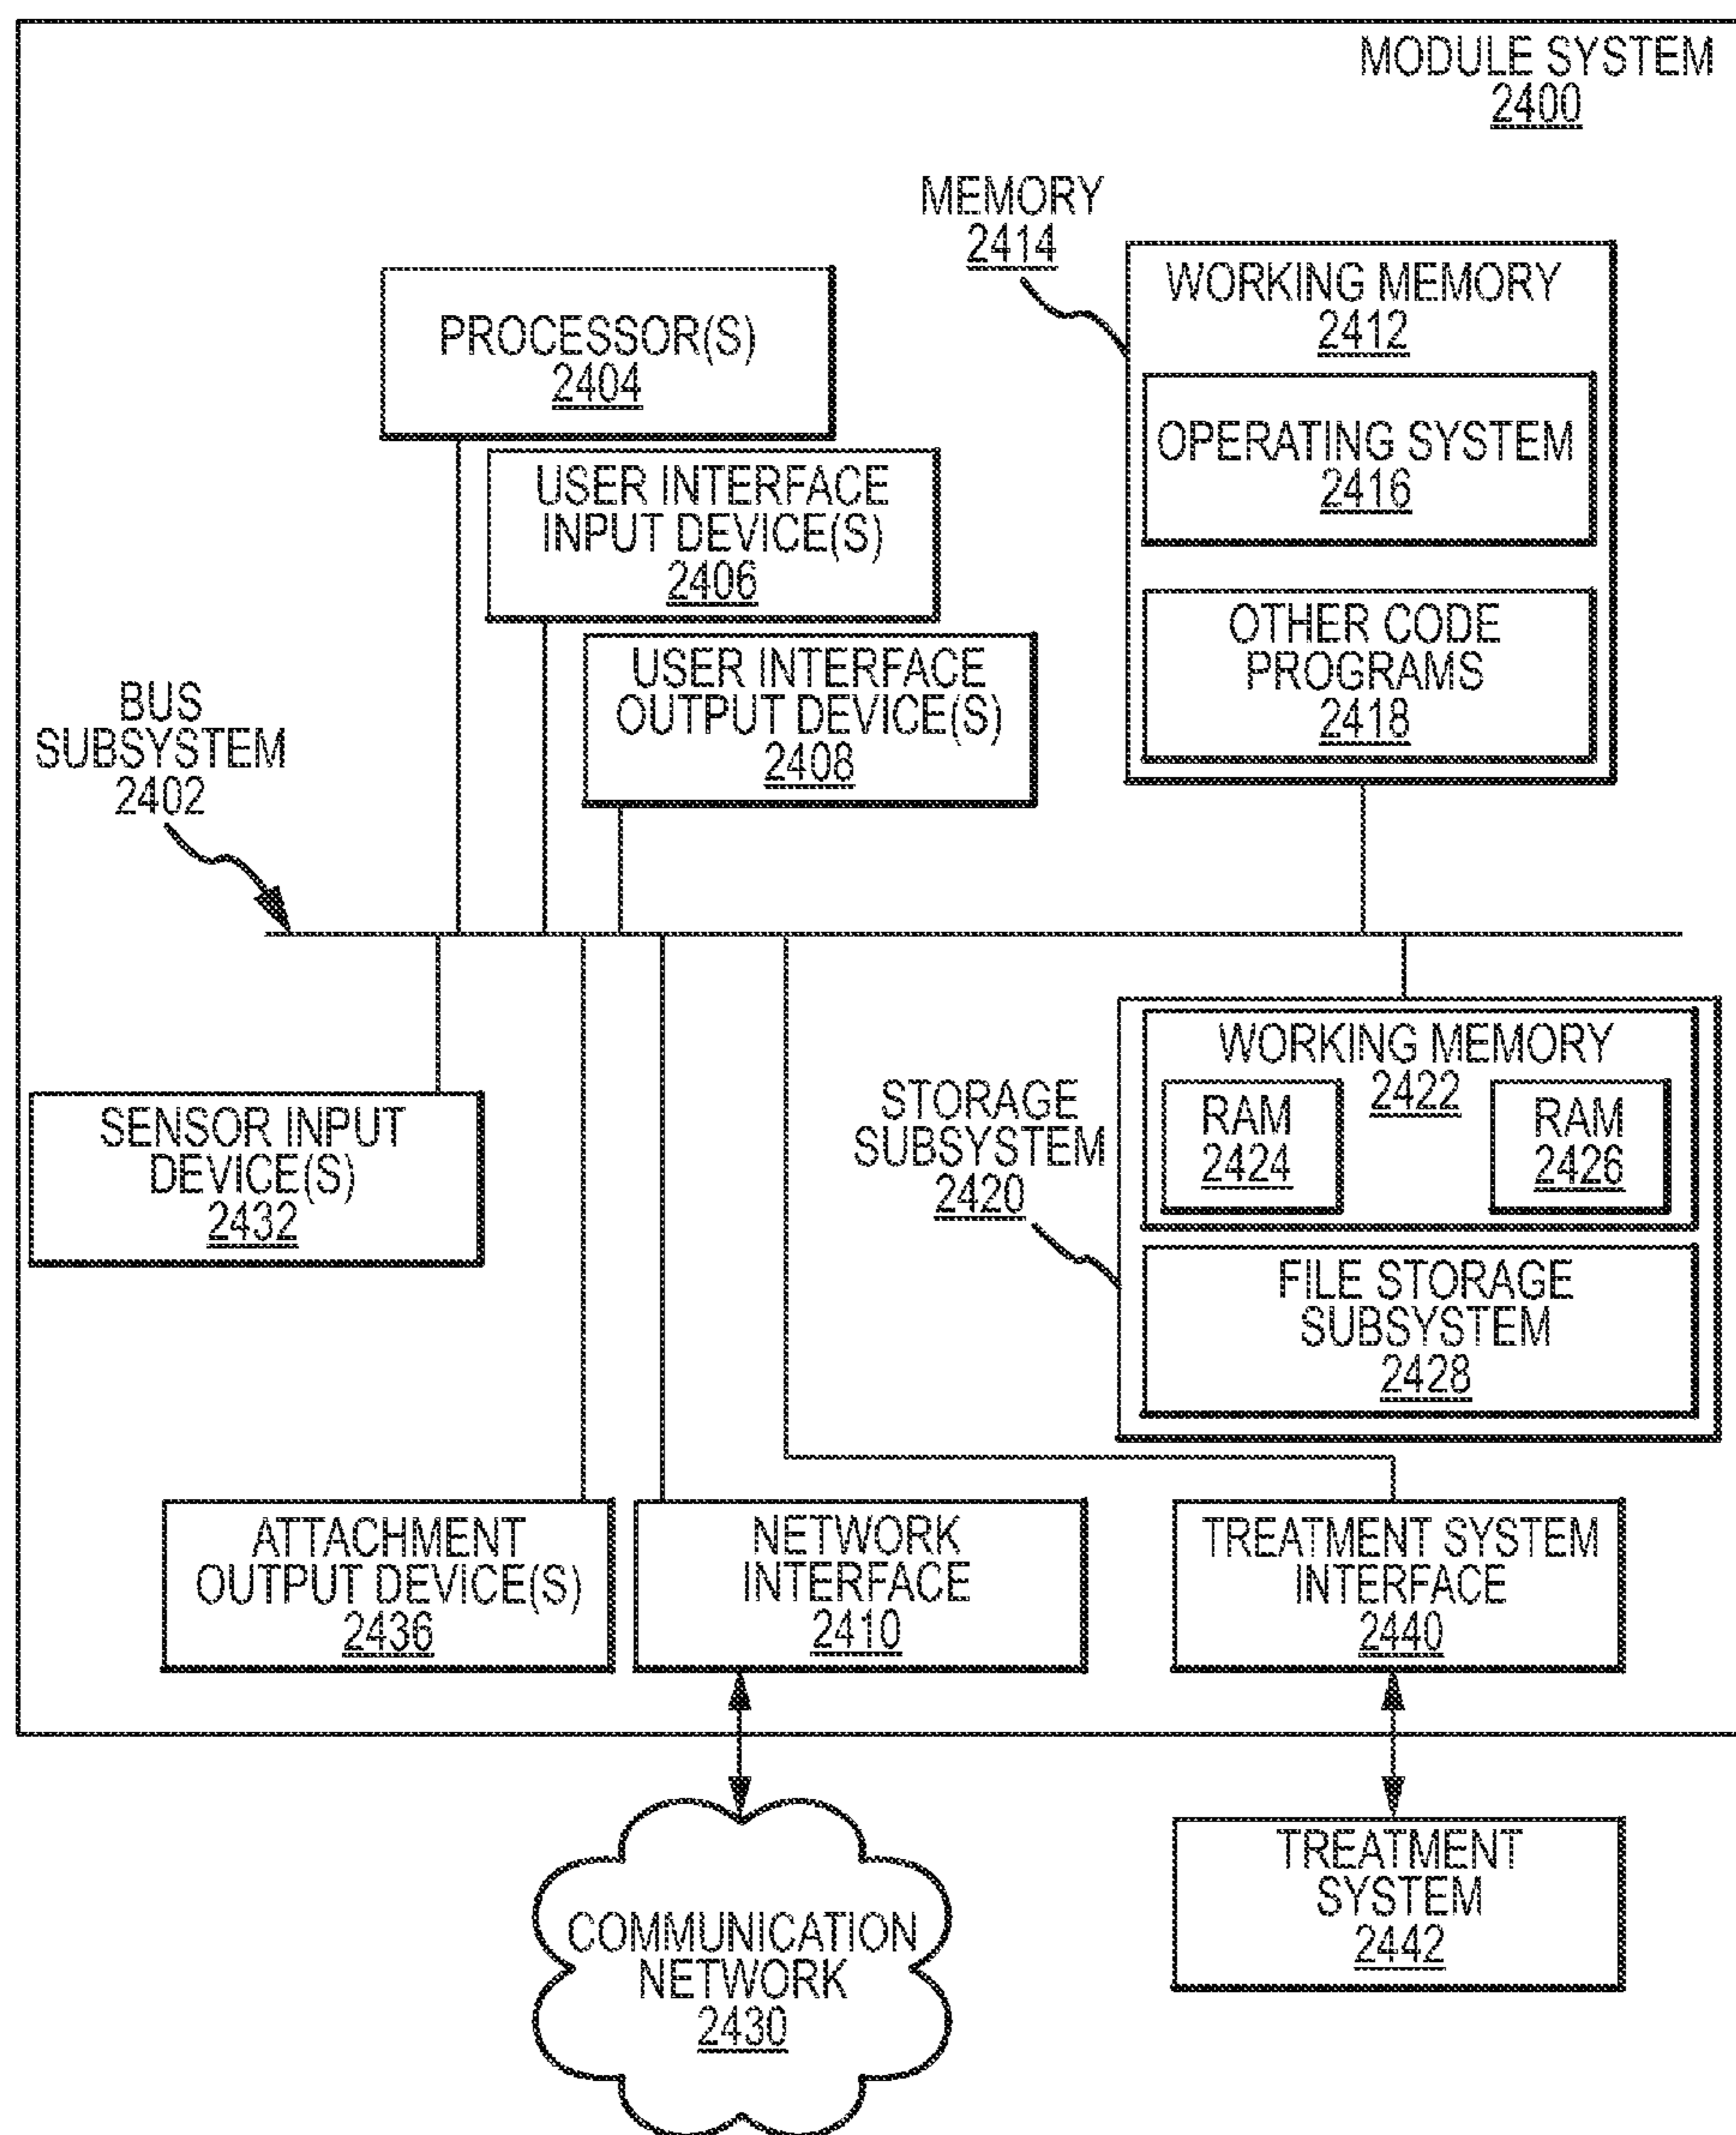 MODULE SYSTEM
2400
MEMORY
2414
WORKING MEMORY
2412
PROCESSOR(S)
2404
OPERATING SYSTEM
2416
USER INTERFACE
INPUT DEVICE(S)
2406
OTHER CODE
PROGRAMS
2418
USER INTERFACE
OUTPUT DEVICE(S)
2408
BUS
SUBSYSTEM
2402
WORKING MEMORY
2422
RAM
2424
RAM
2426
STORAGE
SUBSYSTEM
2420
SENSOR INPUT
DEVICE(S)
2432
FILE STORAGE
SUBSYSTEM
2428
ATTACHMENT
OUTPUT DEVICE(S)
2436
NETWORK
INTERFACE
2410
TREATMENT SYSTEM
INTERFACE
2440
COMMUNICATION
NETWORK
2430
TREATMENT
SYSTEM
2442